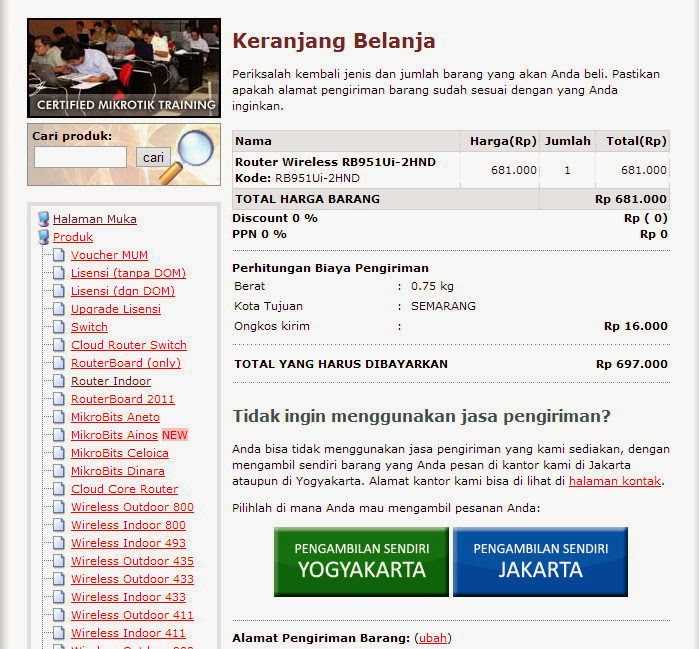 CERTIFIED MIKROTIK TRAINING
Cari produk:
cari
Halaman Muka
Produk
Voucher MUM
Lisensi (tanpa DOM)
Lisensi (dgn DOM)
Upgrade Lisensi
Switch
Cloud Router Switch
RouterBoard (only)
Router Indoor
RouterBoard 2011
MikroBits Aneto
MikroBits Ainos NEW
MikroBits Celoica
MikroBits Dinara
Cloud Core Router
Wireless Outdoor 800
Wireless Indoor 800
Wireless Indoor 493
Wireless Outdoor 435
Wireless Outdoor 433
Wireless Indoor 433
Wireless Outdoor 411
Wireless Indoor 411
Keranjang Belanja
Periksalah kembali jenis dan jumlah barang yang akan Anda beli. Pastikan
apakah alamat pengiriman barang sudah sesuai dengan yang Anda
inginkan.
Nama Harga(Rp) Jumlah Total(Rp)
Router Wireless RB951Ui-2HND 681.000 1 681.000
Kode: RB951Ui-2HND
TOTAL HARGA BARANG Rp 681.000
Discount 0 % Rp ( 0)
PPN 0 % Rp 0
Perhitungan Biaya Pengiriman
Berat : 0.75 kg
Kota Tujuan : SEMARANG
Ongkos kirim : Rp 16.000
TOTAL YANG HARUS DIBAYARKAN Rp 697.000
Tidak ingin menggunakan jasa pengiriman?
Anda bisa tidak menggunakan jasa pengiriman yang kami sediakan, dengan
mengambil sendiri barang yang Anda pesan di kantor kami di Jakarta
ataupun di Yogyakarta. Alamat kantor kami bisa di lihat di halaman kontak.
Pilihlah di mana Anda mau mengambil pesanan Anda:
PENGAMBILAN SENDIRI
YOGYAKARTA
PENGAMBILAN SENDIRI
JAKARTA
Alamat Pengiriman Barang: (ubah)